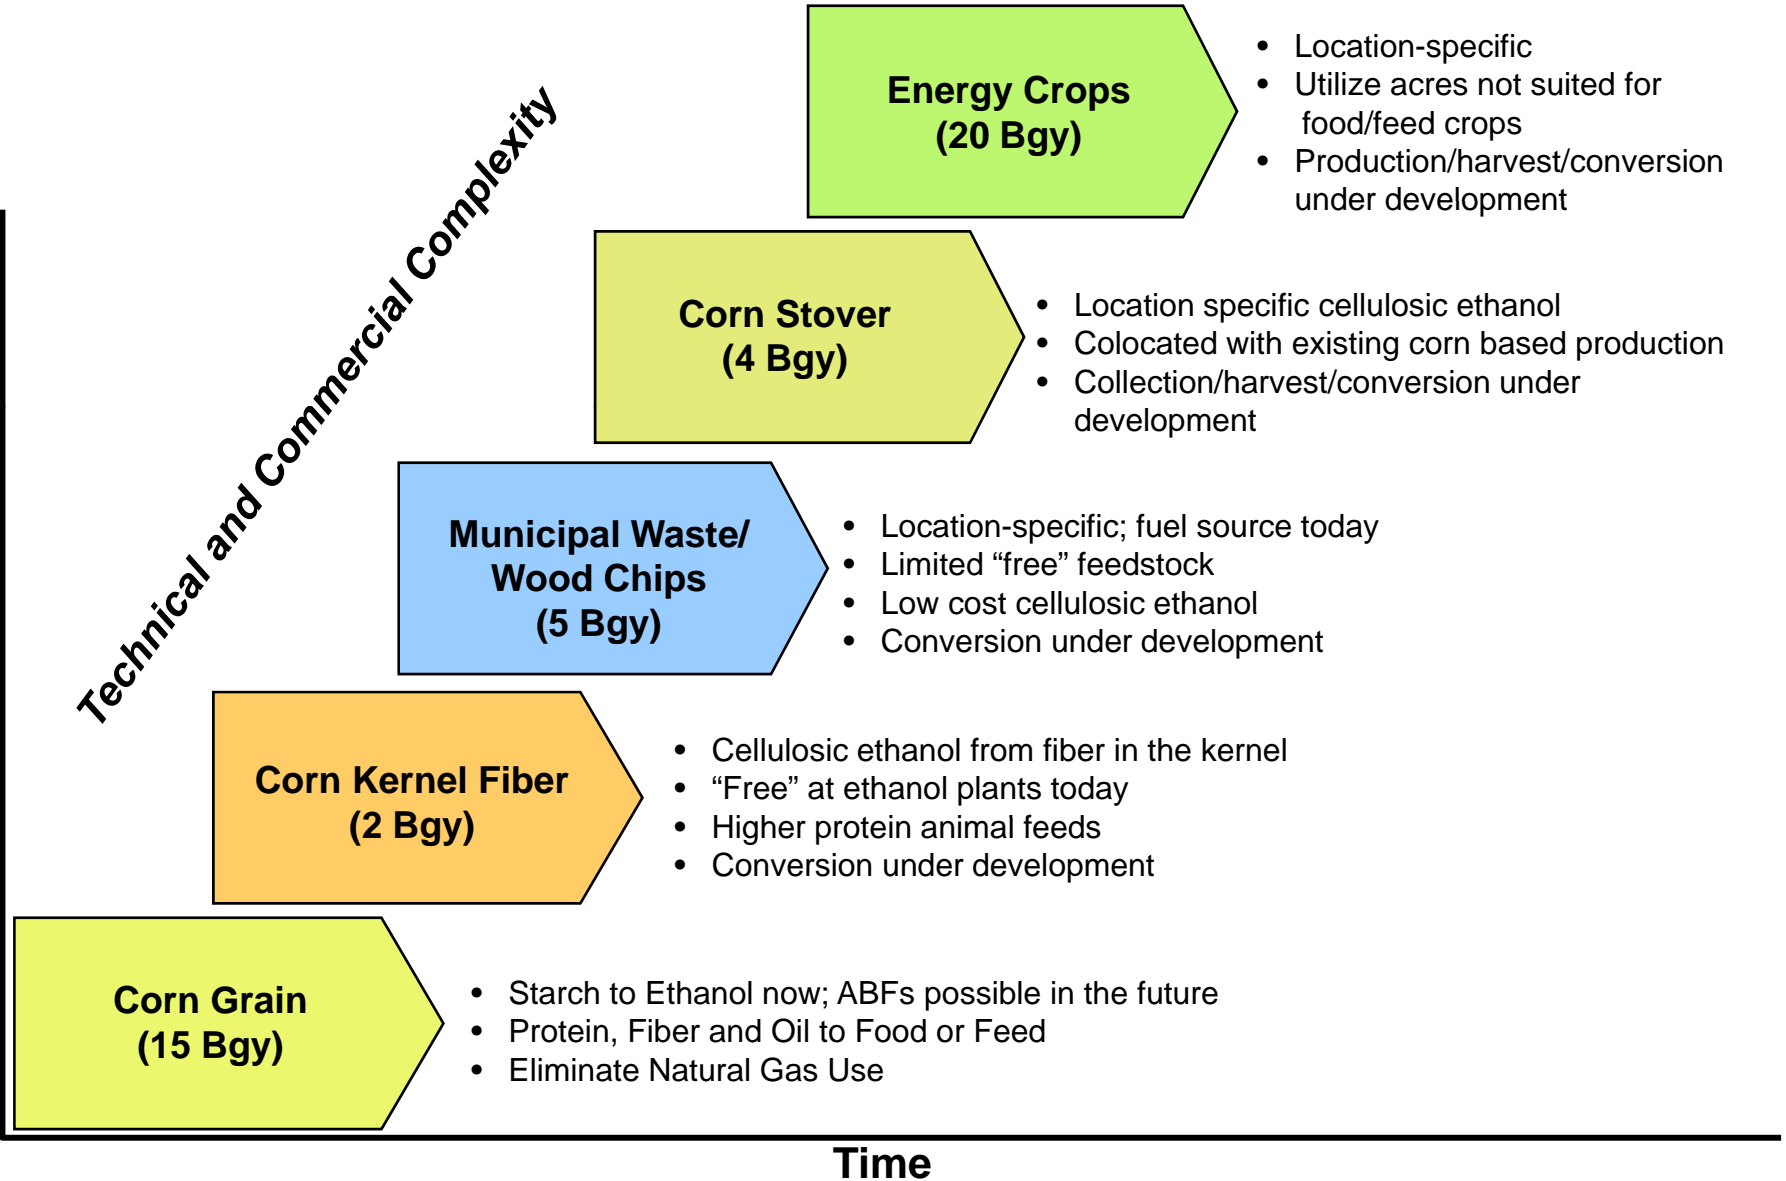 Technical and Commercial Complexity
Energy Crops
(20 Bgy)
• Location-specific
• Utilize acres not suited for
food/feed crops
• Production/harvest/conversion
under development
Corn Stover
(4 Bgy)
• Location specific cellulosic ethanol
• Colocated with existing corn based production
• Collection/harvest/conversion under
development
Municipal Waste/
Wood Chips
(5 Bgy)
• Location-specific; fuel source today
• Limited “free” feedstock
• Low cost cellulosic ethanol
• Conversion under development
Corn Kernel Fiber
(2 Bgy)
• Cellulosic ethanol from fiber in the kernel
• “Free” at ethanol plants today
• Higher protein animal feeds
• Conversion under development
Corn Grain
(15 Bgy)
• Starch to Ethanol now; ABFs possible in the future
• Protein, Fiber and Oil to Food or Feed
• Eliminate Natural Gas Use
Time